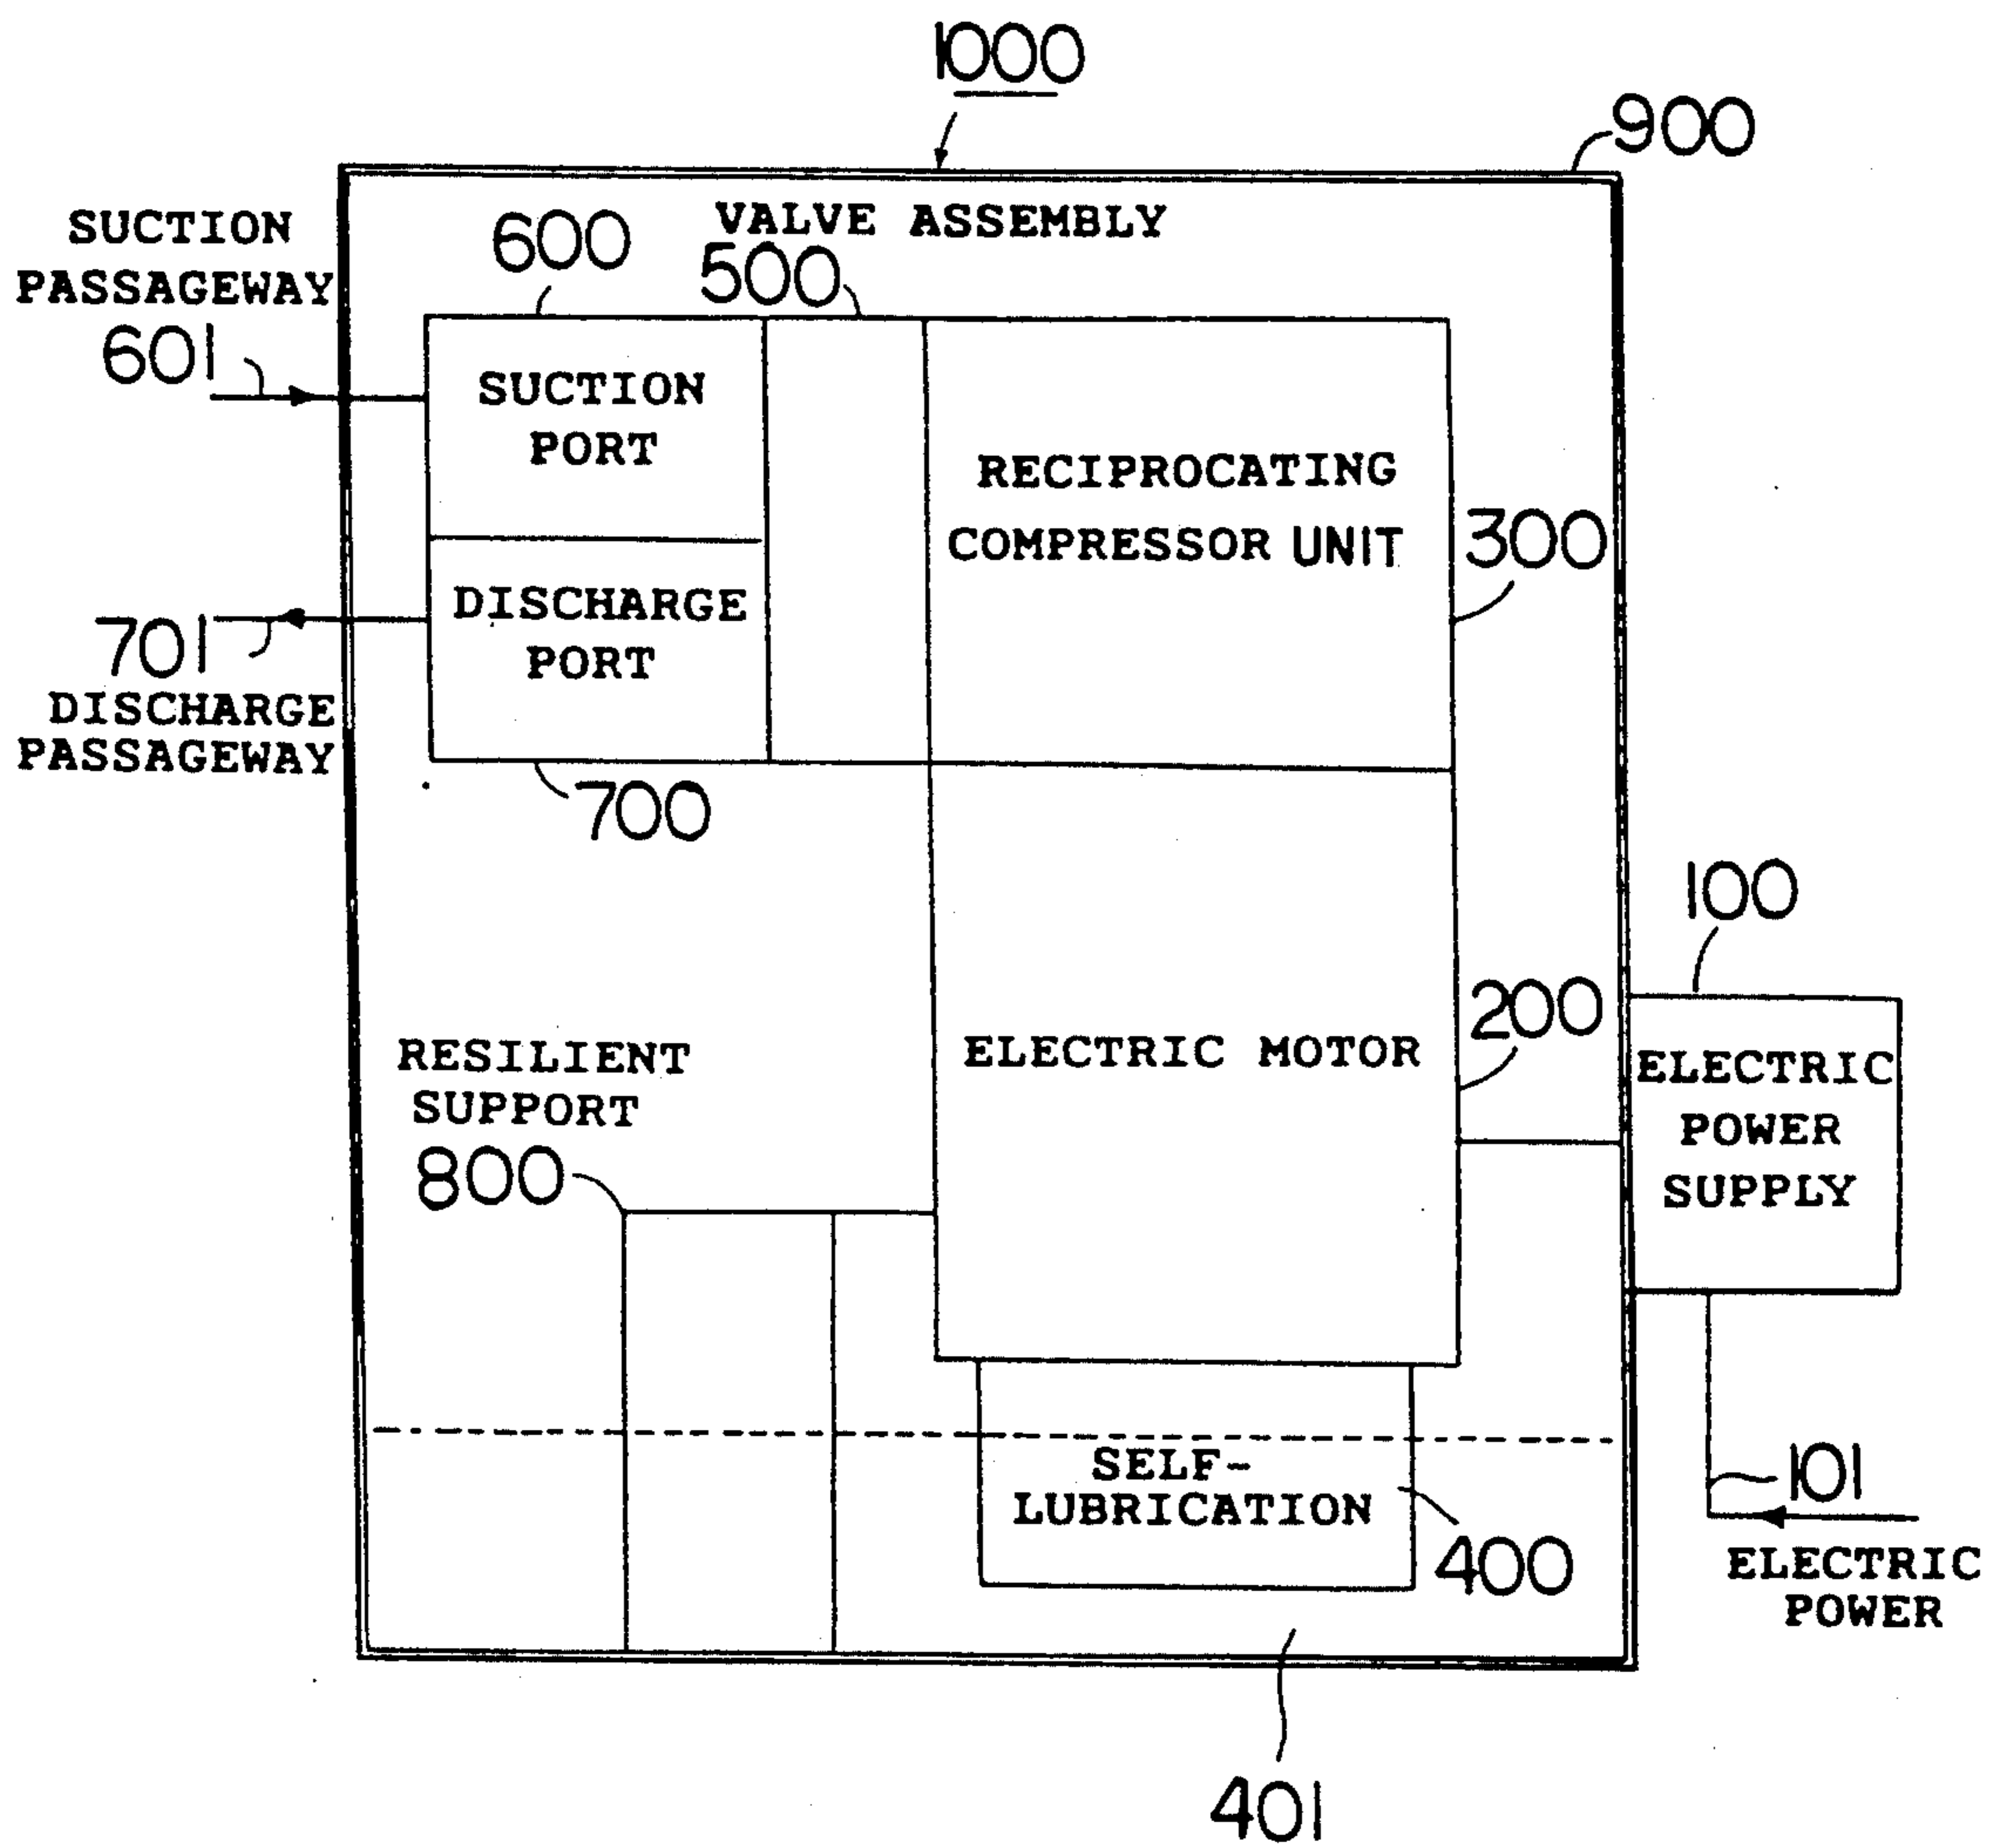 1000
900
VALVE ASSEMBLY
600
500
SUCTION
PASSAGEWAY
601
SUCTION
PORT
RECIPROCATING
COMPRESSOR UNIT
300
DISCHARGE
PORT
701
DISCHARGE
PASSAGEWAY
700
100
200
ELECTRIC MOTOR
RESILIENT
SUPPORT
800
ELECTRIC
POWER
SUPPLY
SELF-
LUBRICATION
400
101
ELECTRIC
POWER
401